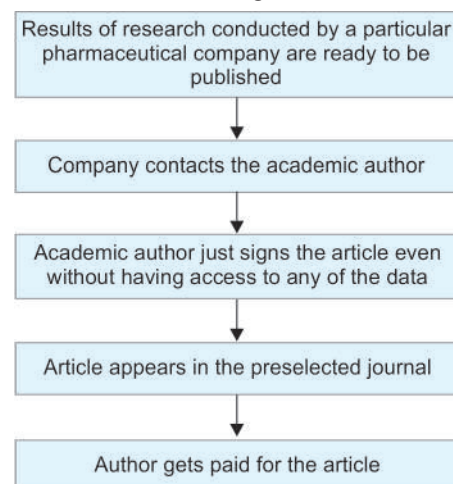 Results of research conducted by a particular
pharmaceutical company are ready to be
published
Company contacts the academic author
Academic author just signs the article even
without having access to any of the data
Article appears in the preselected journal
Author gets paid for the article